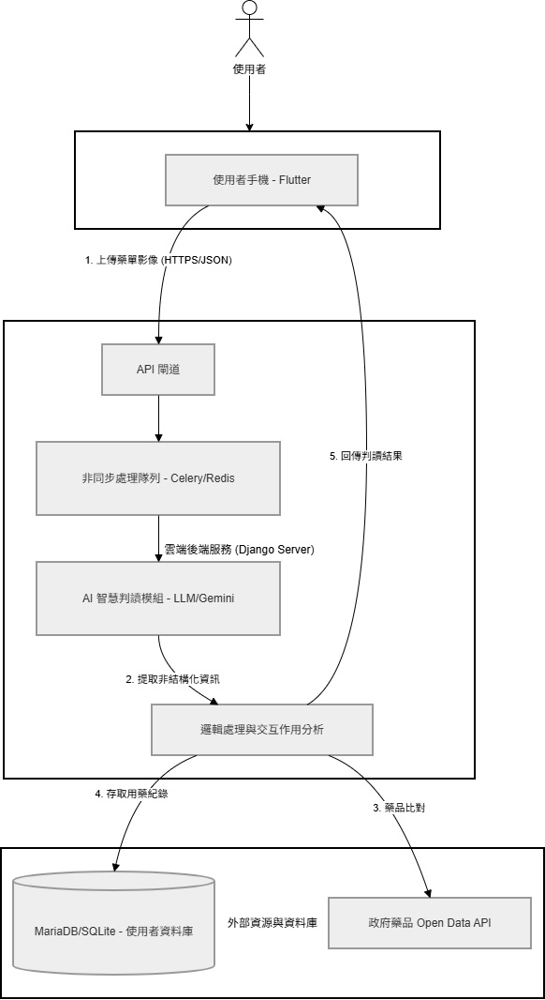 使用者
使用者手機 - Flutter
1. 上傳藥單影像 (HTTPS/JSON)
API 閘道
5. 回傳判讀結果
非同步處理隊列 - Celery/Redis
雲端後端服務 (Django Server)
AI 智慧判讀模組 - LLM/Gemini
2. 提取非結構化資訊
邏輯處理與交互作用分析
4. 存取用藥紀錄
3. 藥品比對
MariaDB/SQLite - 使用者資料庫
外部資源與資料庫
政府藥品 Open Data API